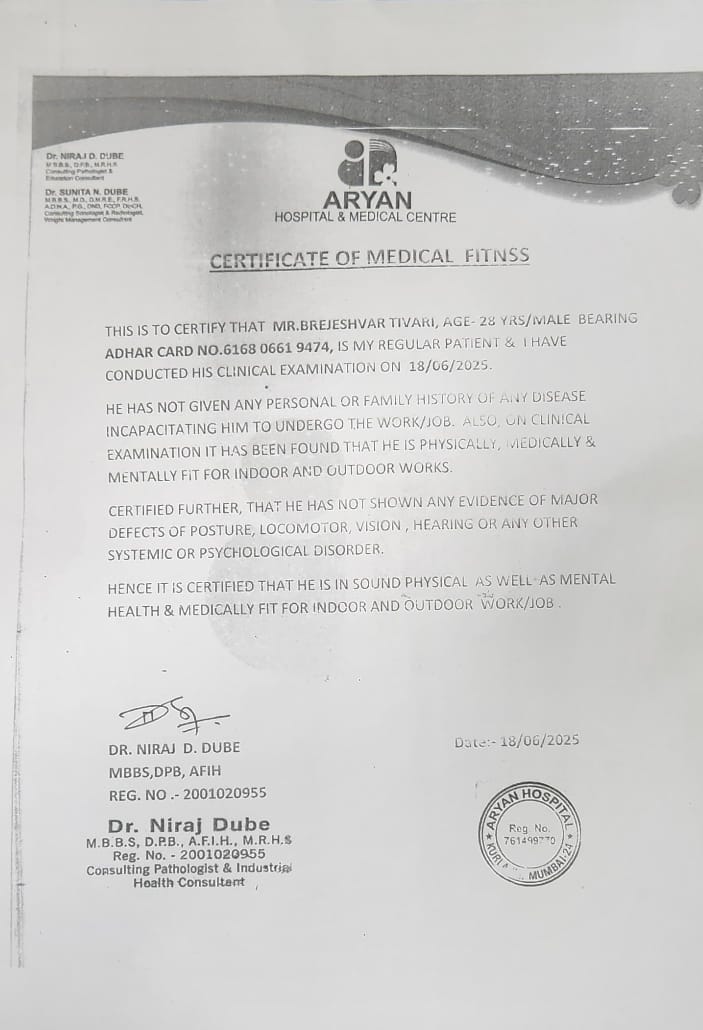 Dr. NIRAJ D. DUBE
M.B.B.S., D.P.B., M.R.H.S.
Consulting Pathologist &
Education Consultant
Dr. SUNITA N. DUBE
M.B.B.S., M.D., D.M.R.E., F.R.H.S.
Consulting Sonologist & Radiologist,
Weight Management Consultant
ARYAN
HOSPITAL & MEDICAL CENTRE
CERTIFICATE OF MEDICAL FITNSS
THIS IS TO CERTIFY THAT MR.BREJESHVAR TIVARI, AGE- 28 YRS/MALE BEARING
ADHAR CARD NO.6168 0661 9474, IS MY REGULAR PATIENT & I HAVE
CONDUCTED HIS CLINICAL EXAMINATION ON 18/06/2025.
HE HAS NOT GIVEN ANY PERSONAL OR FAMILY HISTORY OF ANY DISEASE
INCAPACITATING HIM TO UNDERGO THE WORK/JOB. ALSO, ON CLINICAL
EXAMINATION IT HAS BEEN FOUND THAT HE IS PHYSICALLY, MEDICALLY &
MENTALLY FIT FOR INDOOR AND OUTDOOR WORKS.
CERTIFIED FURTHER, THAT HE HAS NOT SHOWN ANY EVIDENCE OF MAJOR
DEFECTS OF POSTURE, LOCOMOTOR, VISION , HEARING OR ANY OTHER
SYSTEMIC OR PSYCHOLOGICAL DISORDER.
HENCE IT IS CERTIFIED THAT HE IS IN SOUND PHYSICAL AS WELL AS MENTAL
HEALTH & MEDICALLY FIT FOR INDOOR AND OUTDOOR WORK/JOB .
DR. NIRAJ D. DUBE
MBBS,DPB, AFIH
REG. NO .- 2001020955
Date:- 18/06/2025
Dr. Niraj Dube
M.B.B.S, D.P.B., A.F.I.H., M.R.H.S
Reg. No. - 2001020955
Consulting Pathologist & Industrial
Health Consultant
ARYAN HOSPITAL
Reg. No.
761499770
MUMBAI-24